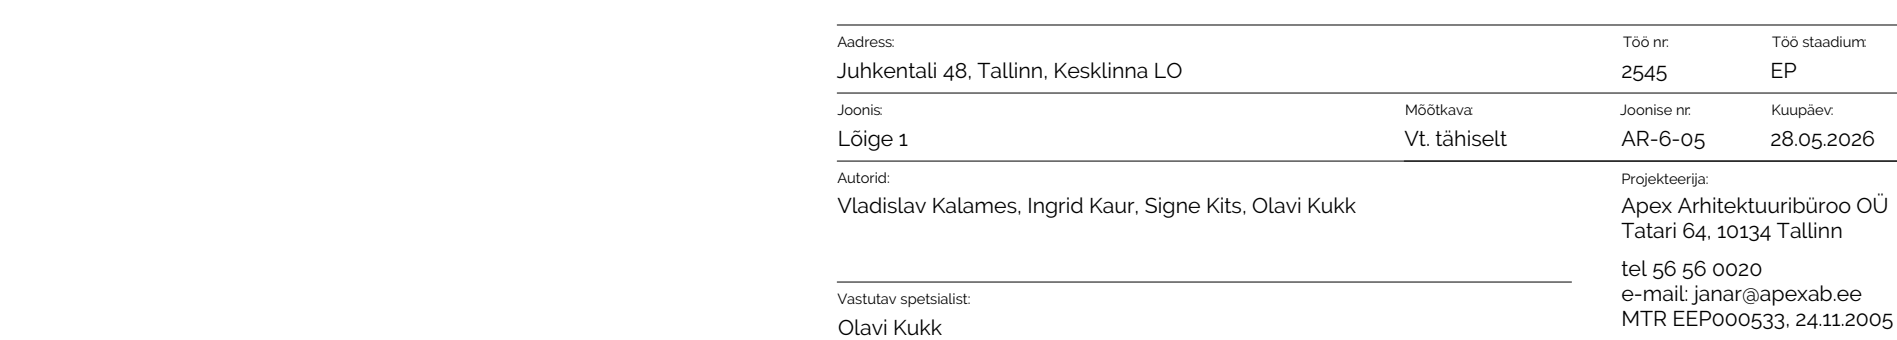 Aadress: Töö nr: Töö staadium:
Juhkentali 48, Tallinn, Kesklinna LO 2545 EP
Joonis: Mõõtkava: Joonise nr: Kuupäev:
Lõige 1 Vt. tähiselt AR-6-05 28.05.2026
Autorid: Projekteerija:
Vladislav Kalames, Ingrid Kaur, Signe Kits, Olavi Kukk Apex Arhitektuuribüroo OÜ
Tatari 64, 10134 Tallinn
tel 56 56 0020
Vastutav spetsialist: e-mail: janar@apexab.ee
Olavi Kukk MTR EEP000533, 24.11.2005